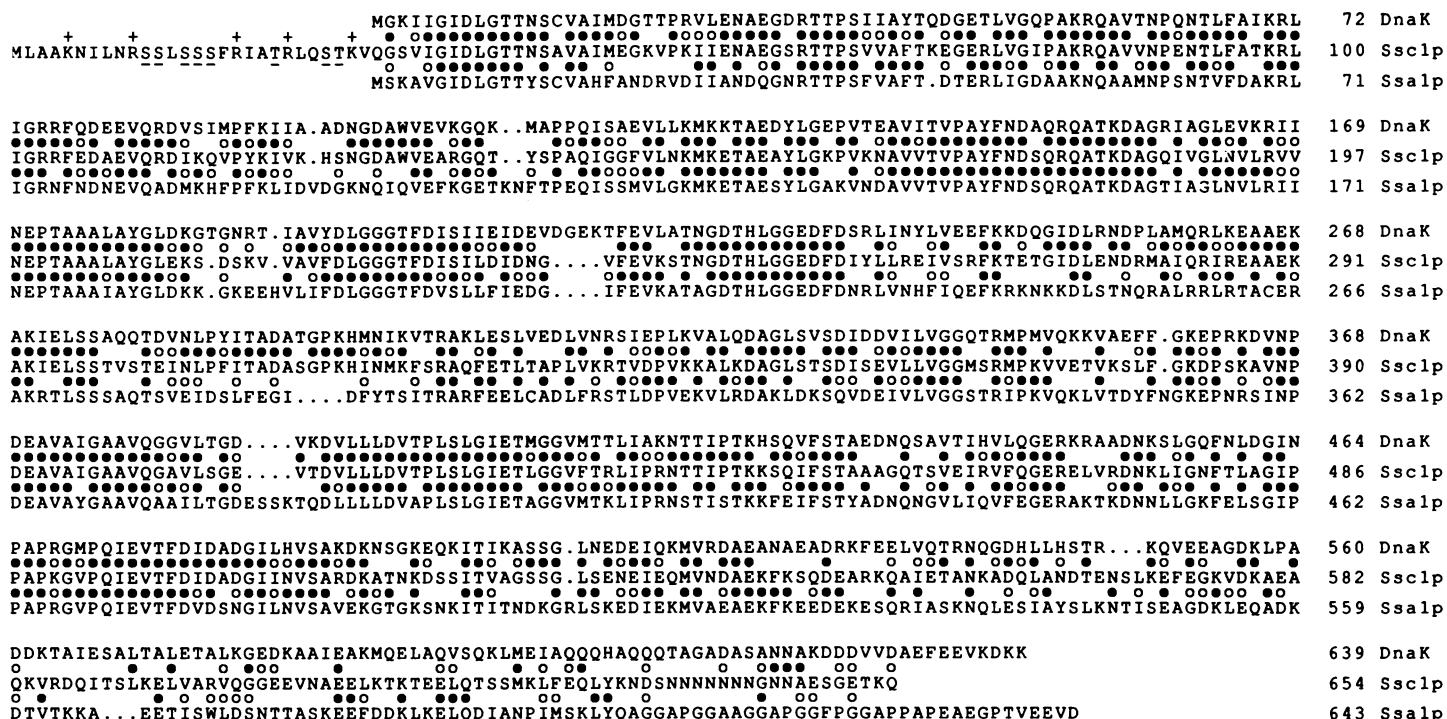 MGKIIGIDLGTTNSCVAIMDGTTPRVLENAEGDRTTPSIIAYTQDGETLVGQPAKRQAVTNPQNTLFAIKRL 72 DnaK
+ + + + +
MLAAKNILNRSSLSSSFRIATRLQSTKVQGSVIGIDLGTTNSAVAIMEGKVPKIIENAEGSRTTPSVVAFTKEGERLVGIPAKRQAVVNPENTLFATKRL 100 Ssc1p
MSKAVGIDLGTTYSCVAHFANDRVDIIANDQGNRTTPSFVAFT.DTERLIGDAAKNQAAMNPSNTVFDAKRL 71 Ssa1p
IGRRFQDEEVQRDVSIMPFKIIA.ADNGDAWVEVKGQK..MAPPQISAEVLLKMKKTAEDYLGEPVTEAVITVPAYFNDAQRQATKDAGRIAGLEVKRII 169 DnaK
IGRRFEDAEVQRDIKQVPYKIVK.HSNGDAWVEARGQT..YSPAQIGGFVLNKMKETAEAYLGKPVKNAVVTVPAYFNDSQRQATKDAGQIVGLNVLRVV 197 Ssc1p
IGRNFNDNEVQADMKHFPFKLIDVDGKNQIQVEFKGETKNFTPEQISSMVLGKMKETAESYLGAKVNDAVVTVPAYFNDSQRQATKDAGTIAGLNVLRII 171 Ssa1p
NEPTAAALAYGLDKGTGNRT.IAVYDLGGGTFDISIIEIDEVDGEKTFEVLATNGDTHLGGEDFDSRLINYLVEEFKKDQGIDLRNDPLAMQRLKEAAEK 268 DnaK
NEPTAAALAYGLEKS.DSKV.VAVFDLGGGTFDISILDIDNG....VFEVKSTNGDTHLGGEDFDIYLLREIVSRFKTETGIDLENDRMAIQRIREAAEK 291 Ssc1p
NEPTAAAIAYGLDKK.GKEEHVLIFDLGGGTFDVSLLFIEDG....IFEVKATAGDTHLGGEDFDNRLVNHFIQEFKRKNKKDLSTNQRALRRLRTACER 266 Ssa1p
AKIELSSAQQTDVNLPYITADATGPKHMNIKVTRAKLESLVEDLVNRSIEPLKVALQDAGLSVSDIDDVILVGGQTRMPMVQKKVAEFF.GKEPRKDVNP 368 DnaK
AKIELSSTVSTEINLPFITADASGPKHINMKFSRAQFETLTAPLVKRTVDPVKKALKDAGLSTSDISEVLLVGGMSRMPKVVETVKSLF.GKDPSKAVNP 390 Ssc1p
AKRTLSSSAQTSVEIDSLFEGI....DFYTSITRARFEELCADLFRSTLDPVEKVLRDAKLDKSQVDEIVLVGGSTRIPKVQKLVTDYFNGKEPNRSINP 362 Ssa1p
DEAVAIGAAVQGGVLTGD....VKDVLLLDVTPLSLGIETMGGVMTTLIAKNTTIPTKHSQVFSTAEDNQSAVTIHVLQGERKRAADNKSLGQFNLDGIN 464 DnaK
DEAVAIGAAVQGAVLSGE....VTDVLLLDVTPLSLGIETLGGVFTRLIPRNTTIPTKKSQIFSTAAAGQTSVEIRVFQGERELVRDNKLIGNFTLAGIP 486 Ssc1p
DEAVAYGAAVQAAILTGDESSKTQDLLLLDVAPLSLGIETAGGVMTKLIPRNSTISTKKFEIFSTYADNQNGVLIQVFEGERAKTKDNNLLGKFELSGIP 462 Ssa1p
PAPRGMPQIEVTFDIDADGILHVSAKDKNSGKEQKITIKASSG.LNEDEIQKMVRDAEANAEADRKFEELVQTRNQGDHLLHSTR...KQVEEAGDKLPA 560 DnaK
PAPKGVPQIEVTFDIDADGIINVSARDKATNKDSSITVAGSSG.LSENEIEQMVNDAEKFKSQDEARKQAIETANKADQLANDTENSLKEFEGKVDKAEA 582 Ssc1p
PAPRGVPQIEVTFDVDSNGILNVSAVEKGTGKSNKITITNDKGRLSKEDIEKMVAEAEKFKEEDEKESQRIASKNQLESIAYSLKNTISEAGDKLEQADK 559 Ssa1p
DDKTAIESALTALETALKGEDKAAIEAKMQELAQVSQKLMEIAQQQHAQQQTAGADASANNAKDDDVVDAEFEEVKDKK 639 DnaK
QKVRDQITSLKELVARVQGGEEVNAEELKTKTEELQTSSMKLFEQLYKNDSNNNNNNNGNNAESGETKQ 654 Ssc1p
DTVTKKA...EETISWLDSNTTASKEEFDDKLKELQDIANPIMSKLYQAGGAPGGAAGGAPGGFPGGAPPAPEAEGPTVEEVD 643 Ssa1p